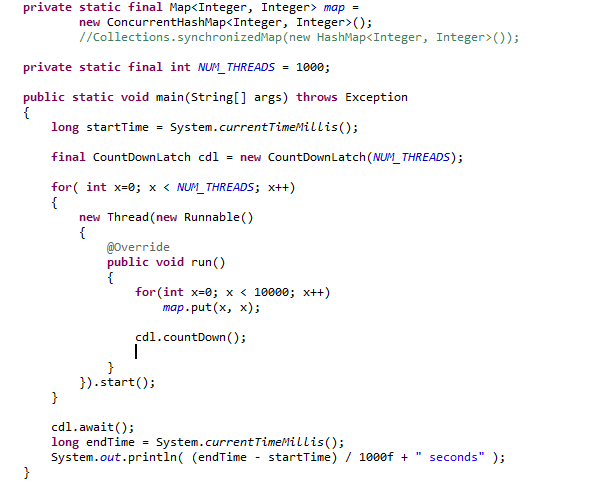 private static final Map<Integer, Integer> map =
new ConcurrentHashMap<Integer, Integer>();
//Collections.synchronizedMap(new HashMap<Integer, Integer>());
private static final int NUM_THREADS = 1000;
public static void main(String[] args) throws Exception
{
long startTime = System.currentTimeMillis();
final CountDownLatch cdl = new CountDownLatch(NUM_THREADS);
for( int x=0; x < NUM_THREADS; x++)
{
new Thread(new Runnable()
{
@Override
public void run()
{
for(int x=0; x < 10000; x++)
map.put(x, x);
cdl.countDown();
}
}).start();
}
cdl.await();
long endTime = System.currentTimeMillis();
System.out.println( (endTime - startTime) / 1000f + " seconds" );
}